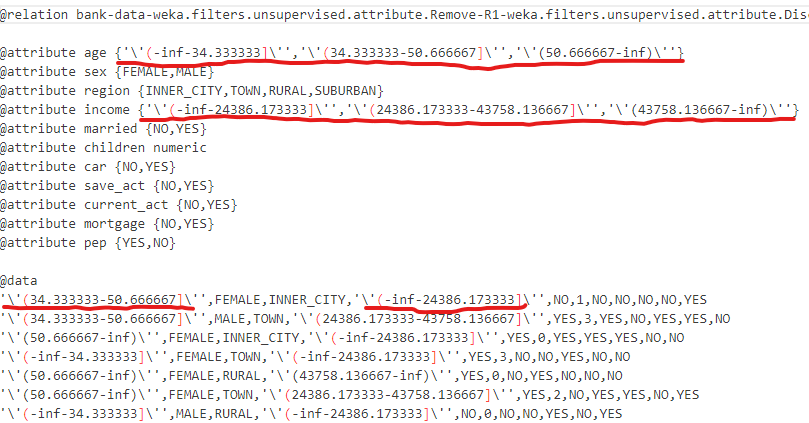 @relation bank-data-weka.filters.unsupervised.attribute.Remove-R1-weka.filters.unsupervised.attribute.Dis
@attribute age {'\'(-inf-34.333333]\'','\'(34.333333-50.666667]\'','\'(50.666667-inf)\''}
@attribute sex {FEMALE,MALE}
@attribute region {INNER_CITY,TOWN,RURAL,SUBURBAN}
@attribute income {'\'(-inf-24386.173333]\'','\'(24386.173333-43758.136667]\'','\'(43758.136667-inf)\''}
@attribute married {NO,YES}
@attribute children numeric
@attribute car {NO,YES}
@attribute save_act {NO,YES}
@attribute current_act {NO,YES}
@attribute mortgage {NO,YES}
@attribute pep {YES,NO}
@data
'\'(34.333333-50.666667]\'',FEMALE,INNER_CITY,'\'(-inf-24386.173333]\'',NO,1,NO,NO,NO,NO,YES
'\'(34.333333-50.666667]\'',MALE,TOWN,'\'(24386.173333-43758.136667]\'',YES,3,YES,NO,YES,YES,NO
'\'(50.666667-inf)\'',FEMALE,INNER_CITY,'\'(-inf-24386.173333]\'',YES,0,YES,YES,YES,NO,NO
'\'(-inf-34.333333]\'',FEMALE,TOWN,'\'(-inf-24386.173333]\'',YES,3,NO,NO,YES,NO,NO
'\'(50.666667-inf)\'',FEMALE,RURAL,'\'(43758.136667-inf)\'',YES,0,NO,YES,NO,NO,NO
'\'(50.666667-inf)\'',FEMALE,TOWN,'\'(24386.173333-43758.136667]\'',YES,2,NO,YES,YES,NO,YES
'\'(-inf-34.333333]\'',MALE,RURAL,'\'(-inf-24386.173333]\'',NO,0,NO,NO,YES,NO,YES